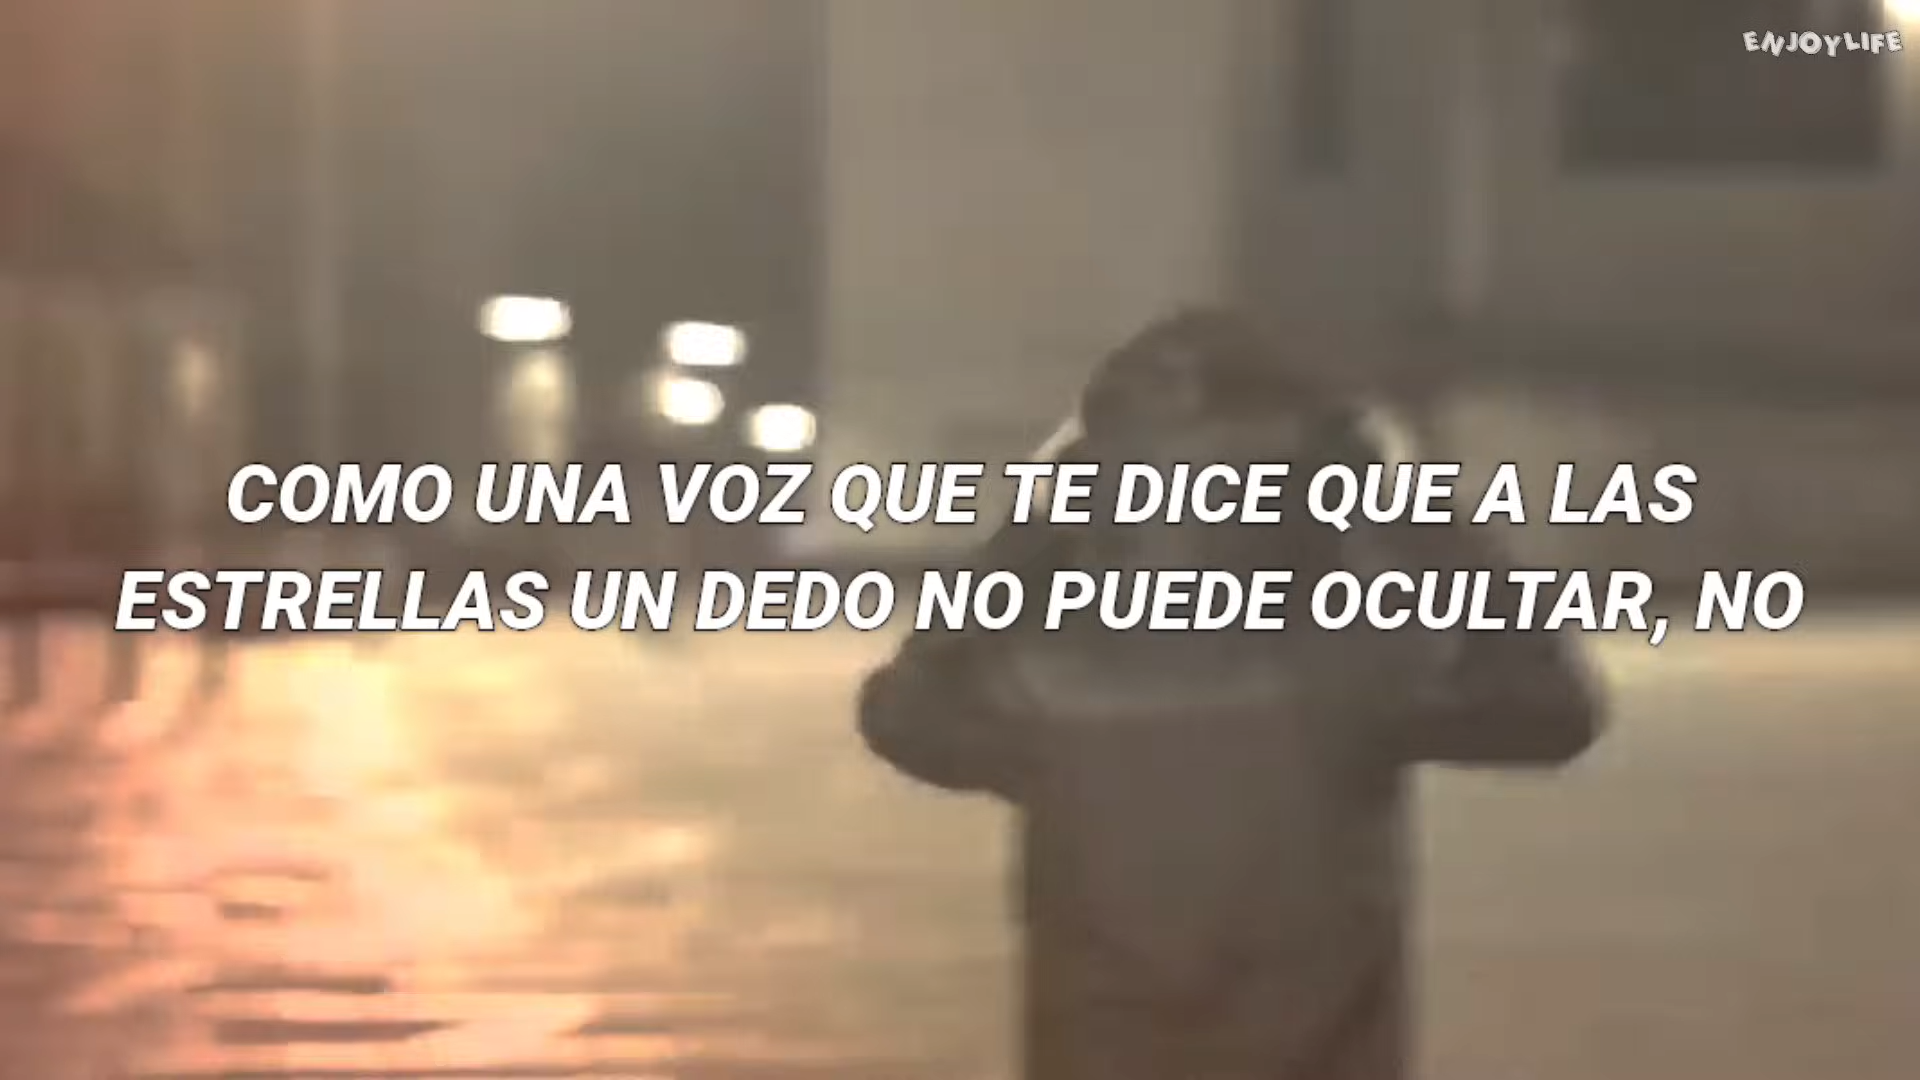 ENJOYLIFE
COMO UNA VOZ QUE TE DICE QUE A LAS
ESTRELLAS UN DEDO NO PUEDE OCULTAR, NO